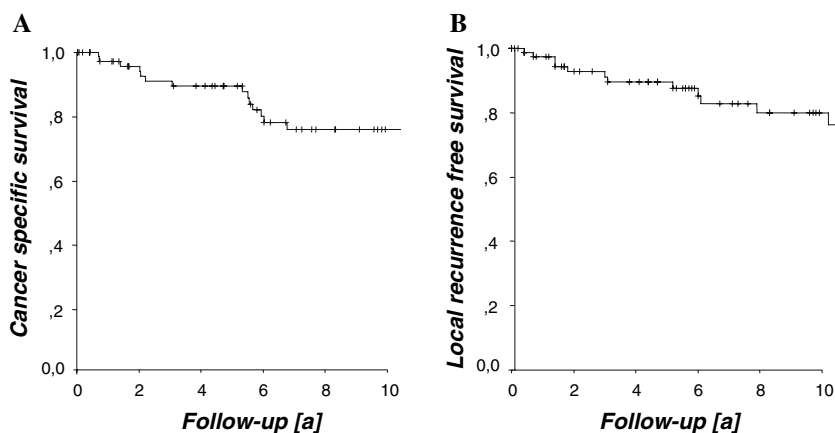 A
Cancer specific survival
1,0
,8
,6
,4
,2
0,0
0 2 4 6 8 10
Follow-up [a]
B
Local recurrence free survival
1,0
,8
,6
,4
,2
,0
0 2 4 6 8 10
Follow-up [a]